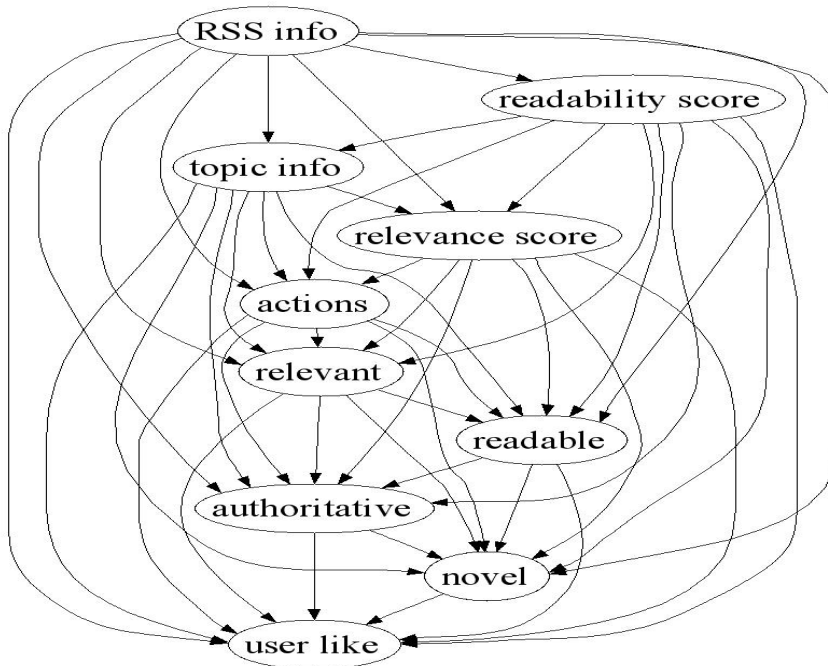 RSS info
readability score
topic info
relevance score
actions
relevant
readable
authoritative
novel
user like